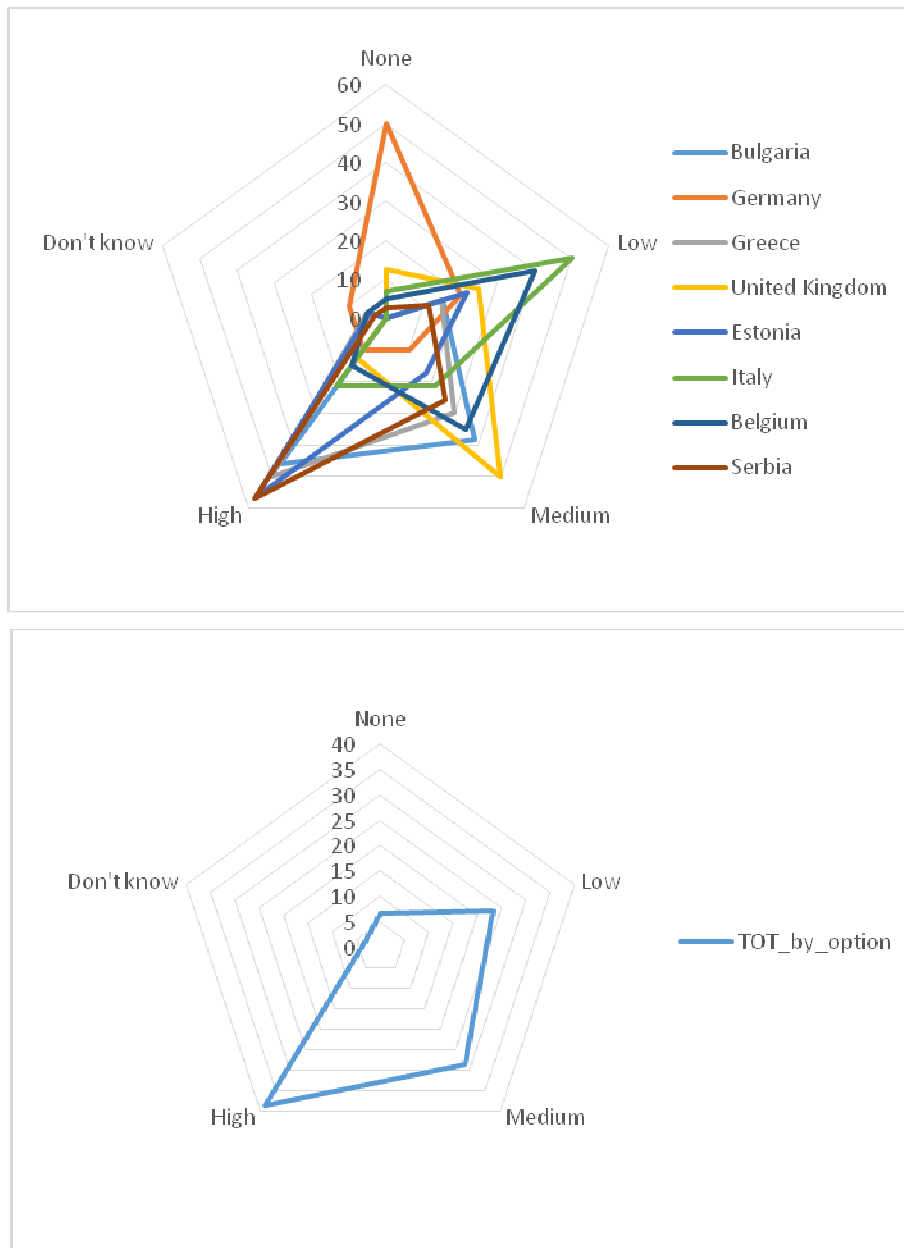 None
60
50
40
30
20
10
0
Don't know
Low
High
Medium
Bulgaria
Germany
Greece
United Kingdom
Estonia
Italy
Belgium
Serbia
None
40
35
30
25
20
15
10
5
0
Don't know
Low
High
Medium
TOT_by_option